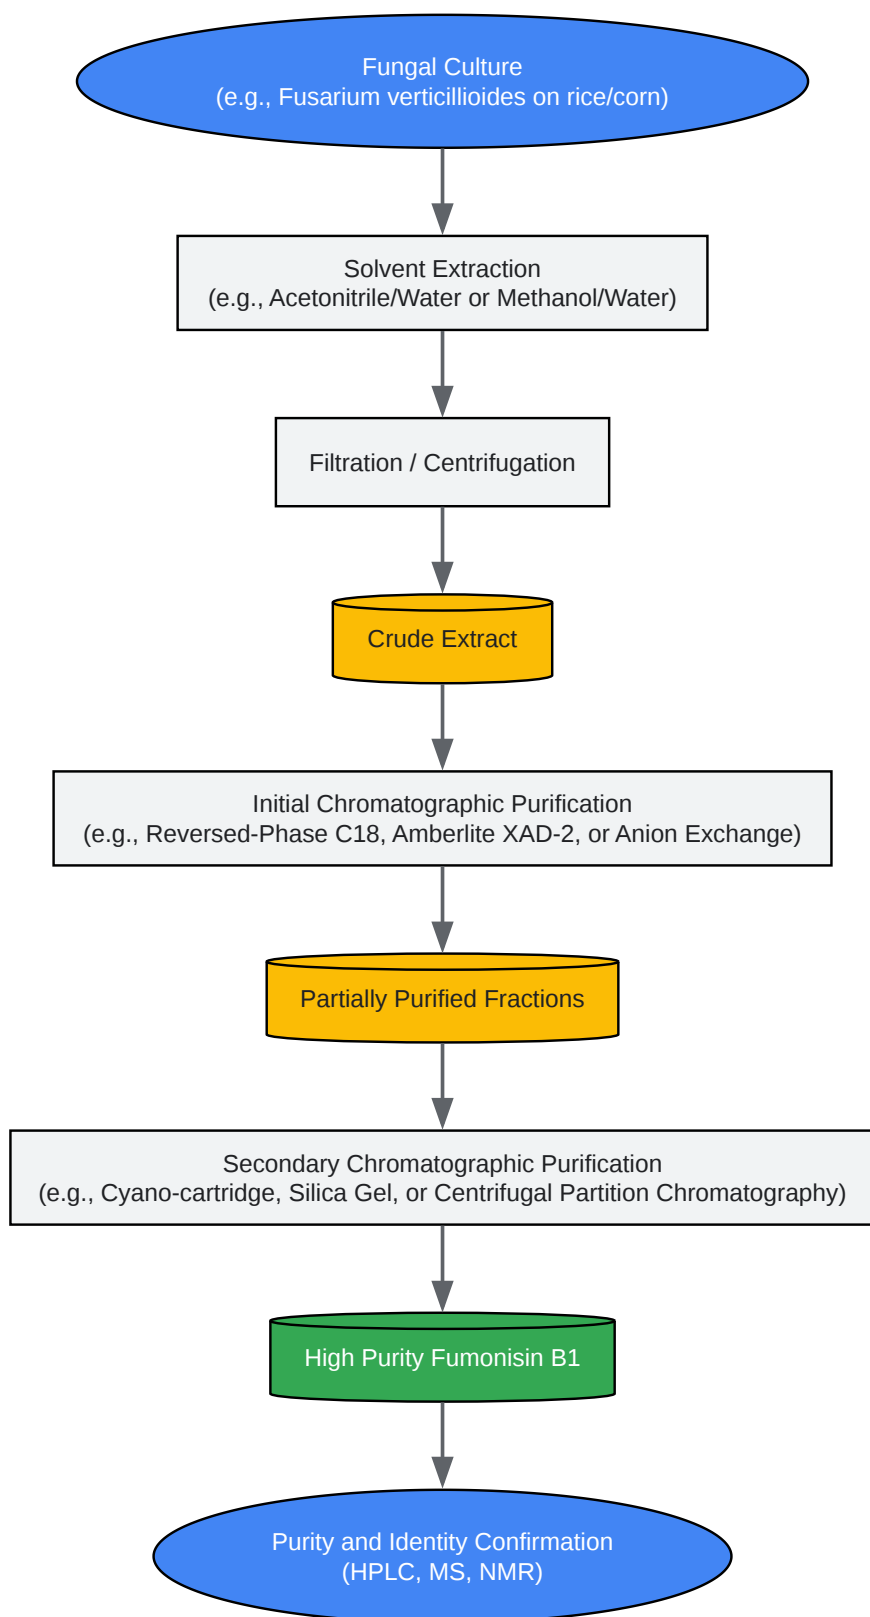 Fungal Culture
(e.g., Fusarium verticillioides on rice/corn)
Solvent Extraction
(e.g., Acetonitrile/Water or Methanol/Water)
Filtration / Centrifugation
Crude Extract
Initial Chromatographic Purification
(e.g., Reversed-Phase C18, Amberlite XAD-2, or Anion Exchange)
Partially Purified Fractions
Secondary Chromatographic Purification
(e.g., Cyano-cartridge, Silica Gel, or Centrifugal Partition Chromatography)
High Purity Fumonisin B1
Purity and Identity Confirmation
(HPLC, MS, NMR)